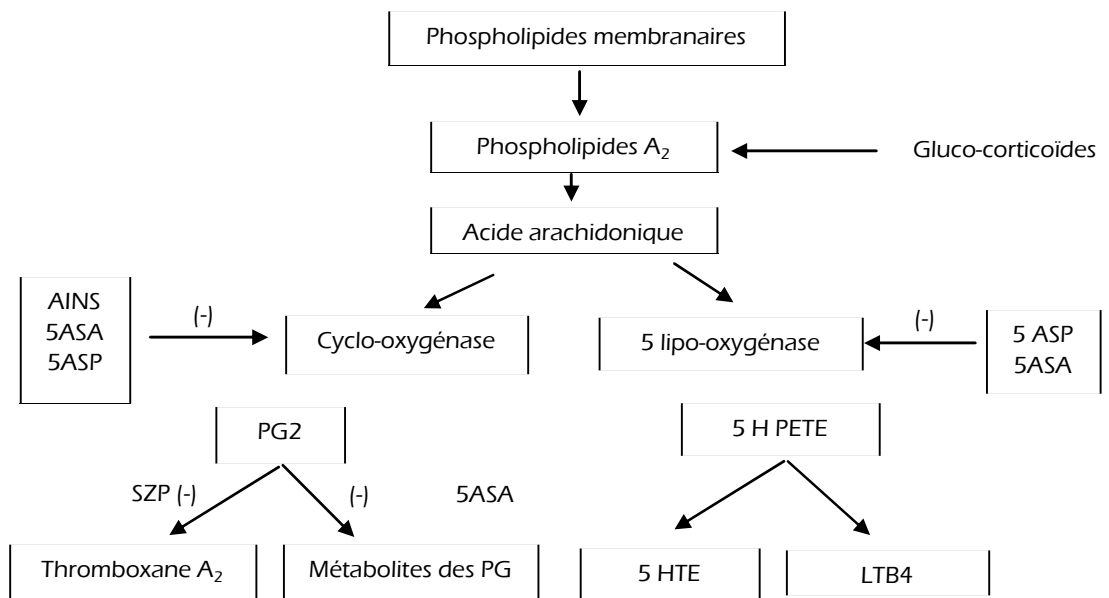 Phospholipides membranaires
Phospholipides A₂
Gluco-corticoïdes
Acide arachidonique
AINS
5ASA
5ASP
(-)
Cyclo-oxygénase
5 lipo-oxygénase
(-)
5 ASP
5ASA
PG2
5 H PETE
SZP (-)
(-)
5ASA
Thromboxane A₂
Métabolites des PG
5 HTE
LTB4